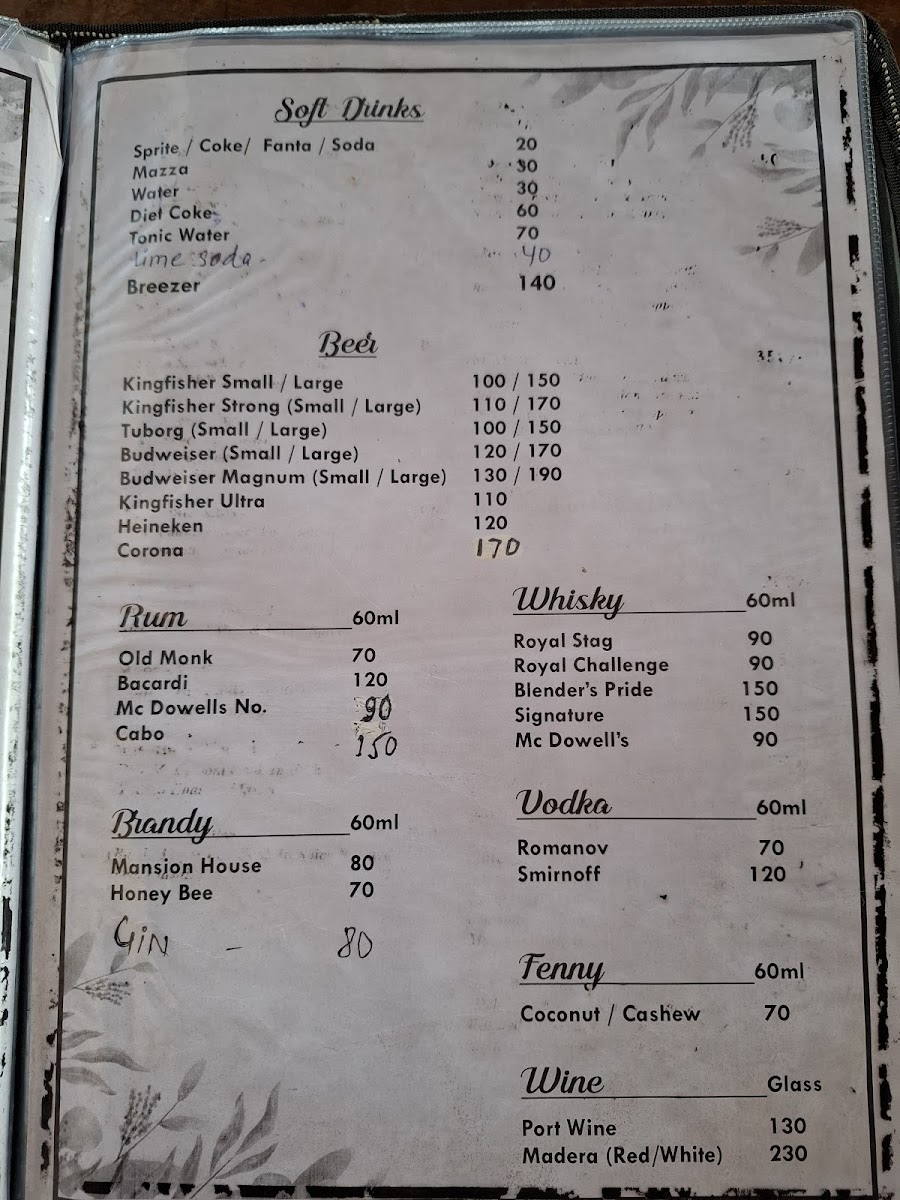 Soft Drinks
Sprite / Coke/ Fanta / Soda 20
Mazza 30
Water 30
Diet Coke 60
Tonic Water 70
Lime soda - 40
Breezer 140
Beer
Kingfisher Small / Large 100 / 150
Kingfisher Strong (Small / Large) 110 / 170
Tuborg (Small / Large) 100 / 150
Budweiser (Small / Large) 120 / 170
Budweiser Magnum (Small / Large) 130 / 190
Kingfisher Ultra 110
Heineken 120
Corona 170
Rum 60ml
Old Monk 70
Bacardi 120
Mc Dowells No. 90
Cabo 150
Brandy 60ml
Mansion House 80
Honey Bee 70
GIN - 80
Whisky 60ml
Royal Stag 90
Royal Challenge 90
Blender's Pride 150
Signature 150
Mc Dowell's 90
Vodka 60ml
Romanov 70
Smirnoff 120
Fenny 60ml
Coconut / Cashew 70
Wine Glass
Port Wine 130
Madera (Red/White) 230